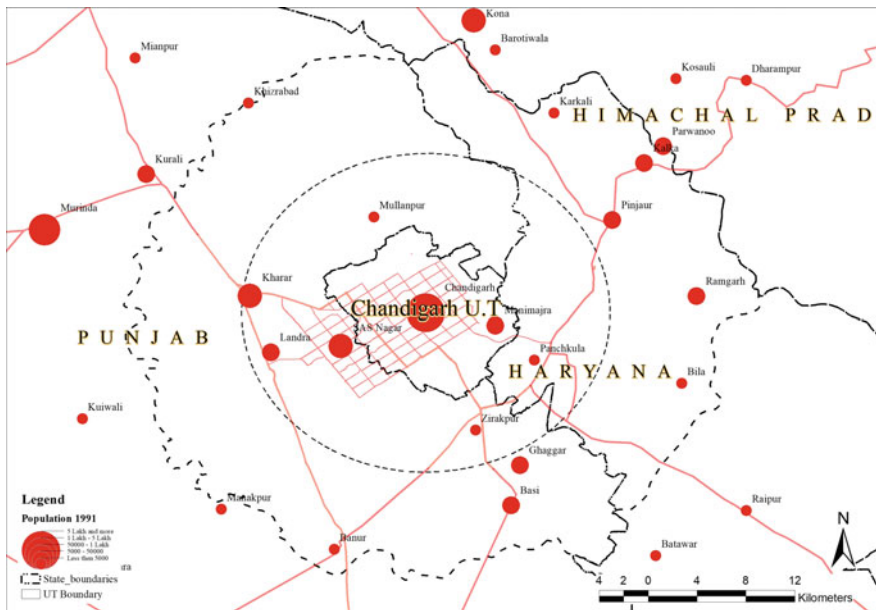 Kona
Barotiwala
Mianpur
Kosauli
Dharampur
Khizrabad
Karkali
HIMACHAL PRAD
Parwanoo
Kalka
Kurali
Murinda
Mullanpur
Pinjaur
Kharar
Chandigarh
Ramgarh
Chandigarh U.T
Manimajra
PUNJAB
SAS Nagar
Landra
Panchkula
HARYANA
Bila
Kuiwali
Zirakpur
Ghaggar
Basi
Manakpur
Raipur
Banur
Batawar
Legend
Population 1991
5 Lakh and more
1 Lakh - 5 Lakh
50000 - 1 Lakh
5000 - 50000
Less then 5000
ara
State_boundaries
UT Boundary
N
4 2 0 4 8 12
Kilometers